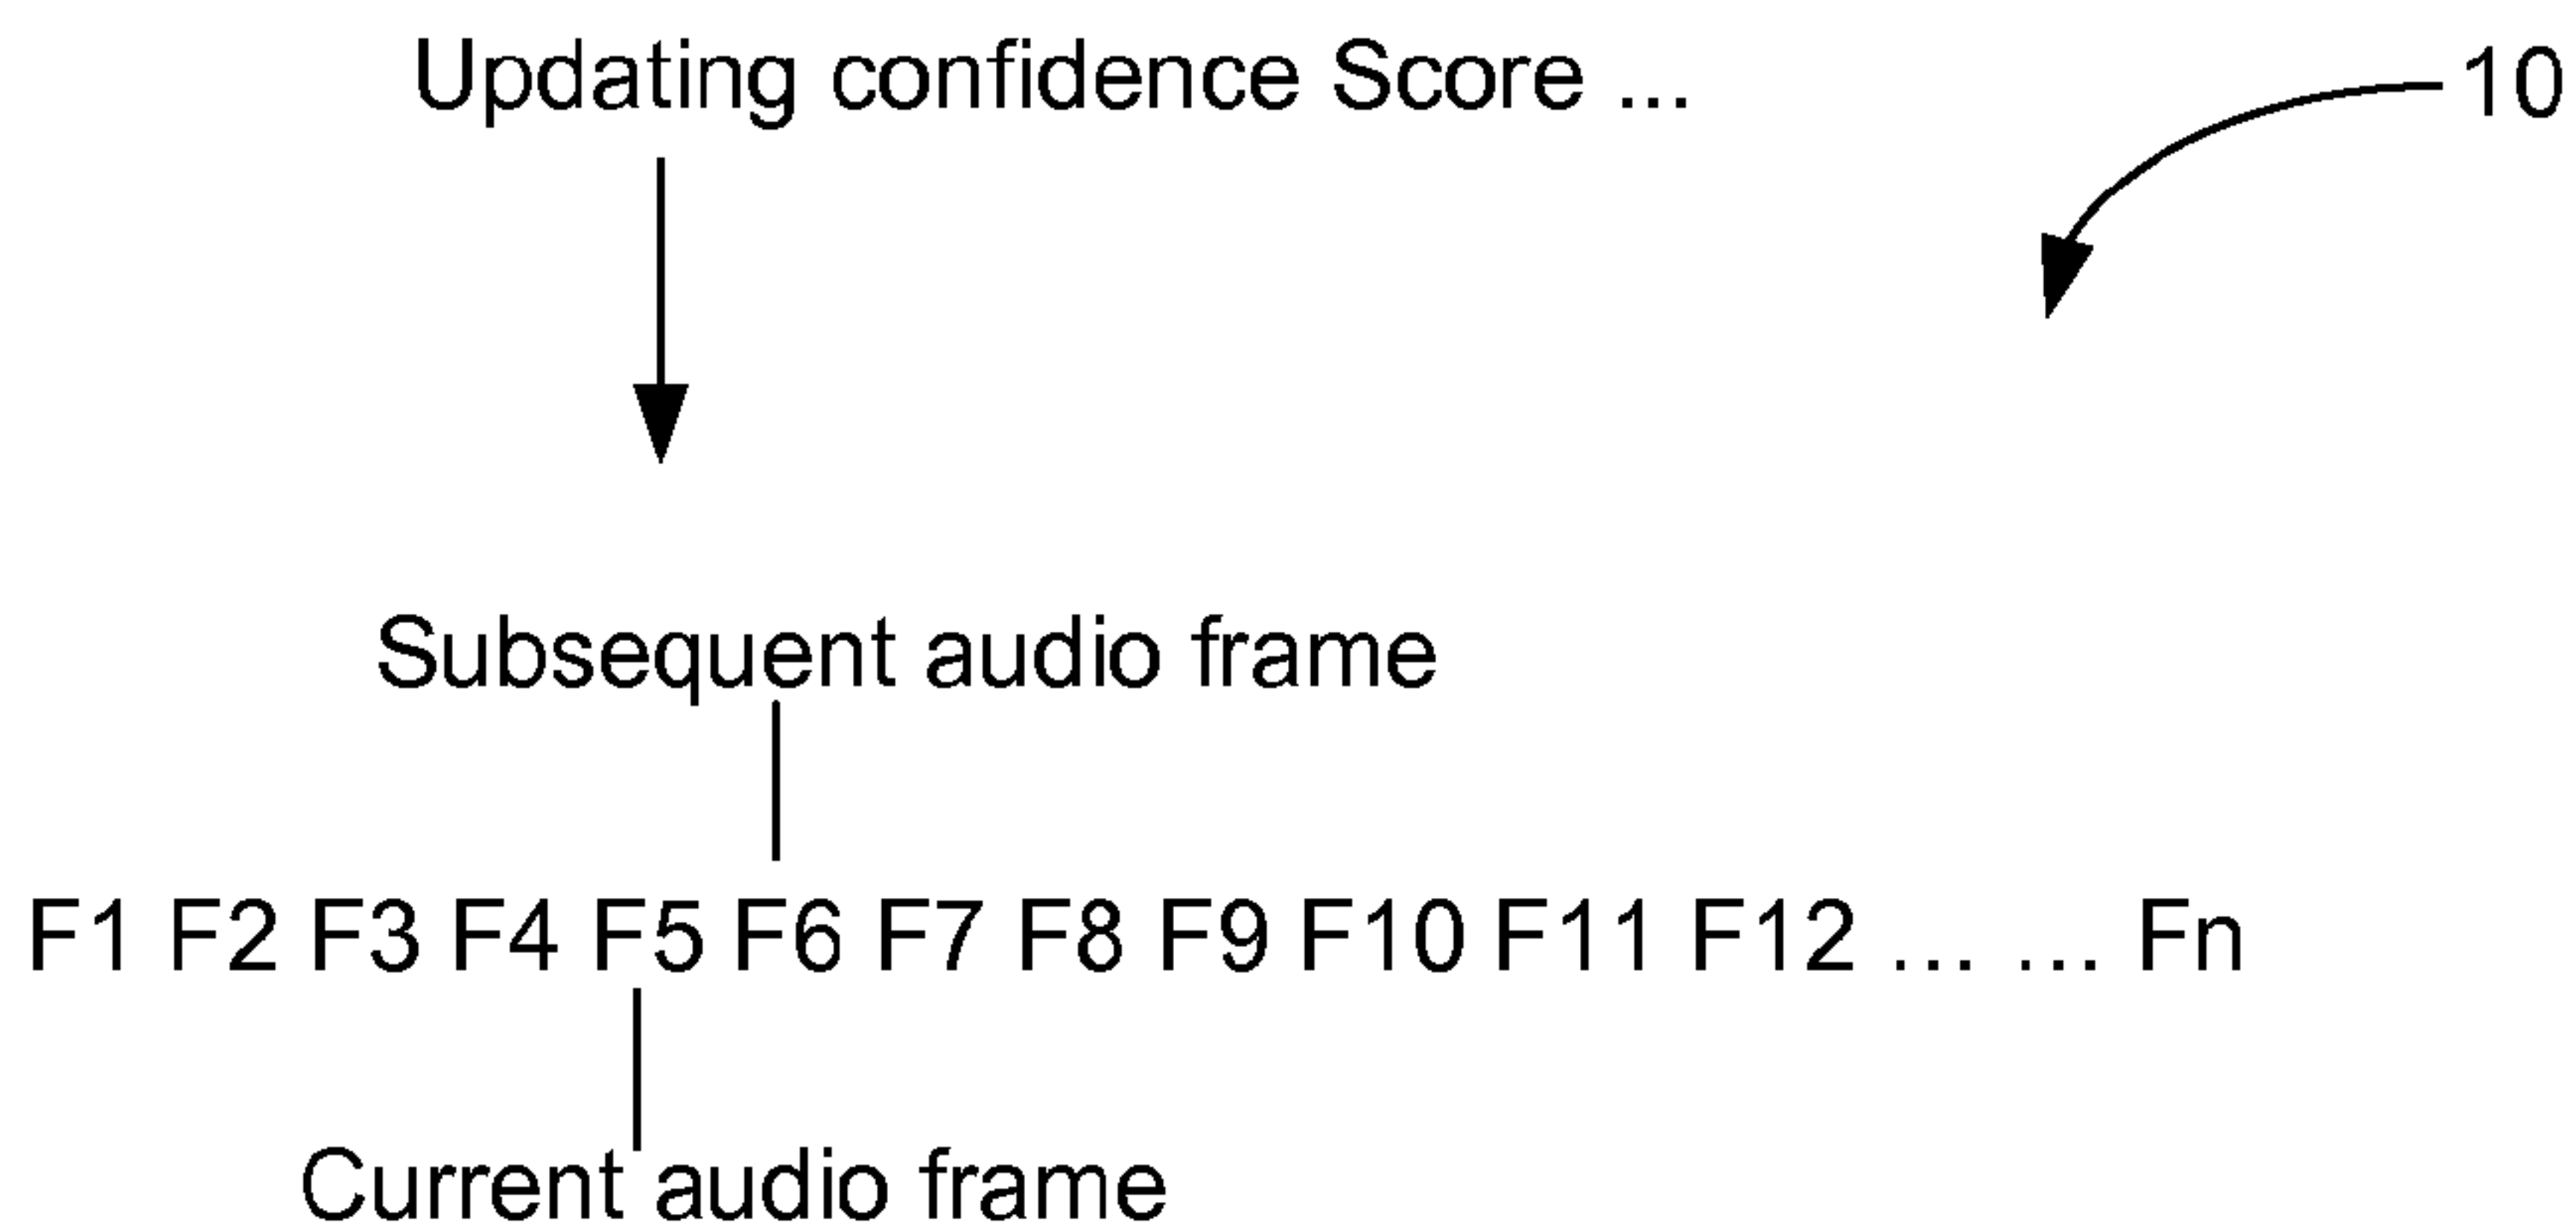 Updating confidence Score ...
10
Subsequent audio frame
F1 F2 F3 F4 F5 F6 F7 F8 F9 F10 F11 F12 ... ... Fn
Current audio frame